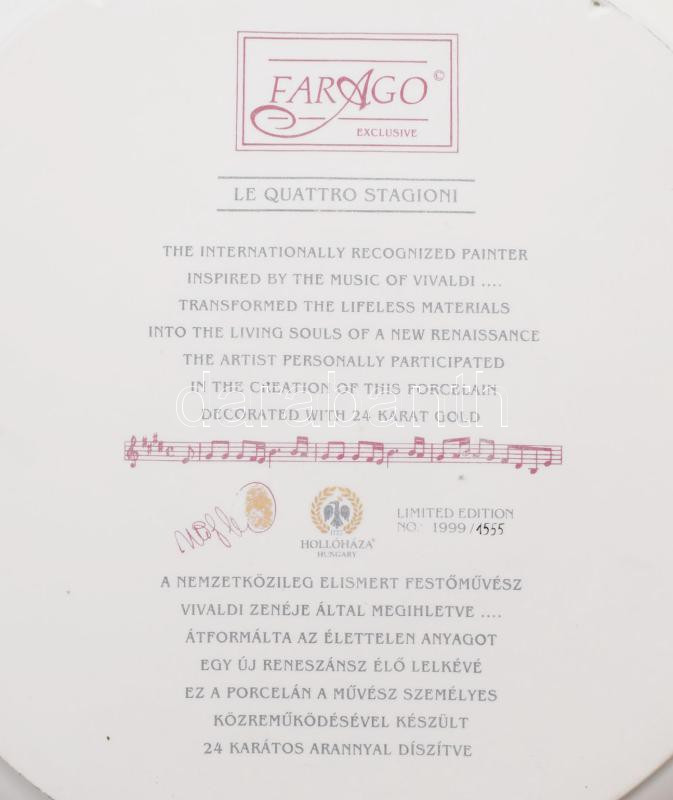 FARAGO ©
EXCLUSIVE
LE QUATTRO STAGIONI
THE INTERNATIONALLY RECOGNIZED PAINTER
INSPIRED BY THE MUSIC OF VIVALDI ....
TRANSFORMED THE LIFELESS MATERIALS
INTO THE LIVING SOULS OF A NEW RENAISSANCE
THE ARTIST PERSONALLY PARTICIPATED
IN THE CREATION OF THIS PORCELAIN
DECORATED WITH 24 KARAT GOLD
darabanth
LIMITED EDITION
NO.: 1999/1555
1777
HOLLÓHÁZA®
HUNGARY
A NEMZETKÖZILEG ELISMERT FESTŐMŰVÉSZ
VIVALDI ZENÉJE ÁLTAL MEGIHLETVE ....
ÁTFORMÁLTA AZ ÉLETTELEN ANYAGOT
EGY ÚJ RENESZÁNSZ ÉLŐ LELKÉVÉ
EZ A PORCELÁN A MŰVÉSZ SZEMÉLYES
KÖZREMŰKÖDÉSÉVEL KÉSZÜLT
24 KARÁTOS ARANNYAL DÍSZÍTVE